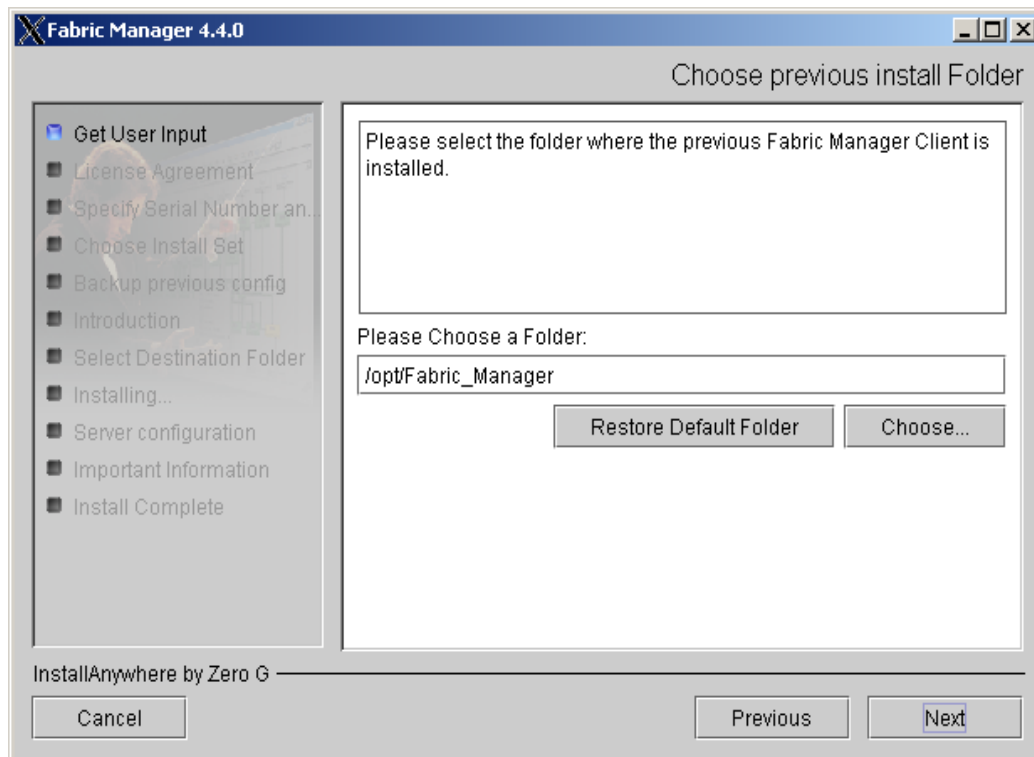 Fabric Manager 4.4.0
Choose previous install Folder
Get User Input
License Agreement
Specify Serial Number an...
Choose Install Set
Backup previous config
Introduction
Select Destination Folder
Installing...
Server configuration
Important Information
Install Complete
Please select the folder where the previous Fabric Manager Client is
installed.
Please Choose a Folder:
/opt/Fabric_Manager
Restore Default Folder
Choose...
InstallAnywhere by Zero G
Cancel
Previous
Next